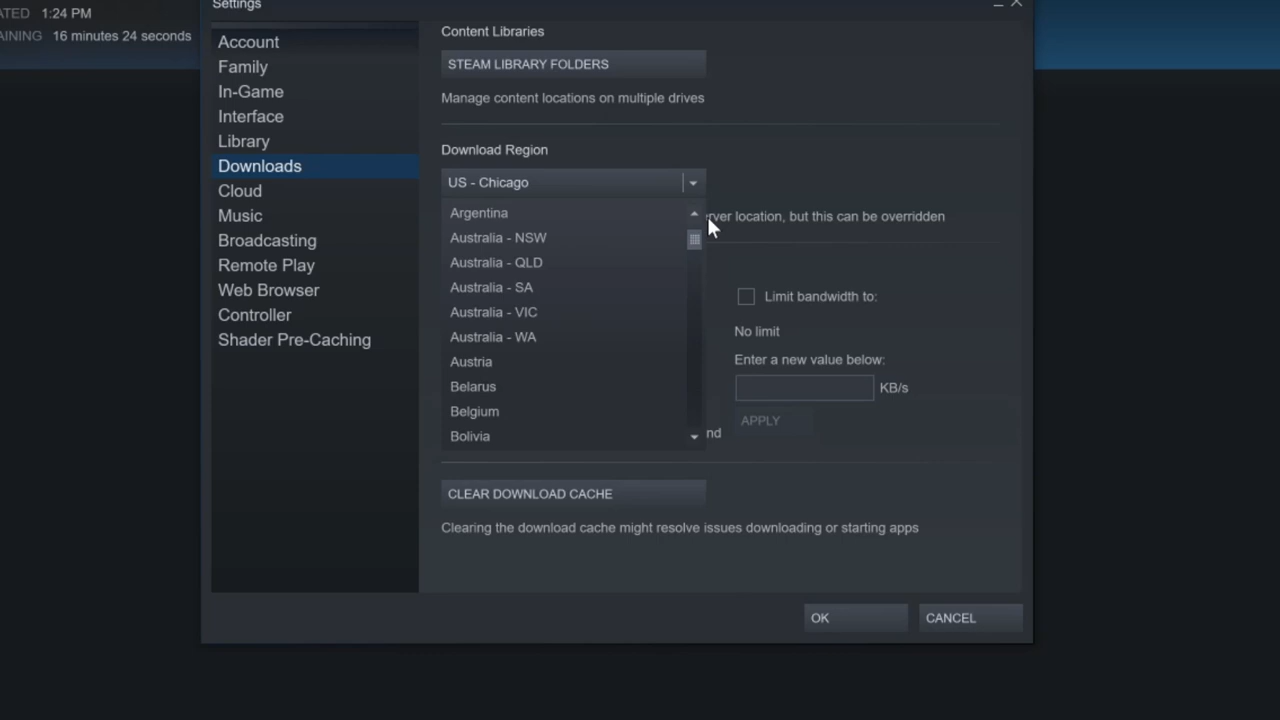 Settings
1:24 PM
16 minutes 24 seconds
Account
Family
In-Game
Interface
Library
Downloads
Cloud
Music
Broadcasting
Remote Play
Web Browser
Controller
Shader Pre-Caching
Content Libraries
STEAM LIBRARY FOLDERS
Manage content locations on multiple drives
Download Region
US - Chicago
Argentina
Australia - NSW
Australia - QLD
Australia - SA
Australia - VIC
Australia - WA
Austria
Belarus
Belgium
Bolivia
location, but this can be overridden
Limit bandwidth to:
No limit
Enter a new value below:
KB/s
APPLY
CLEAR DOWNLOAD CACHE
Clearing the download cache might resolve issues downloading or starting apps
OK
CANCEL